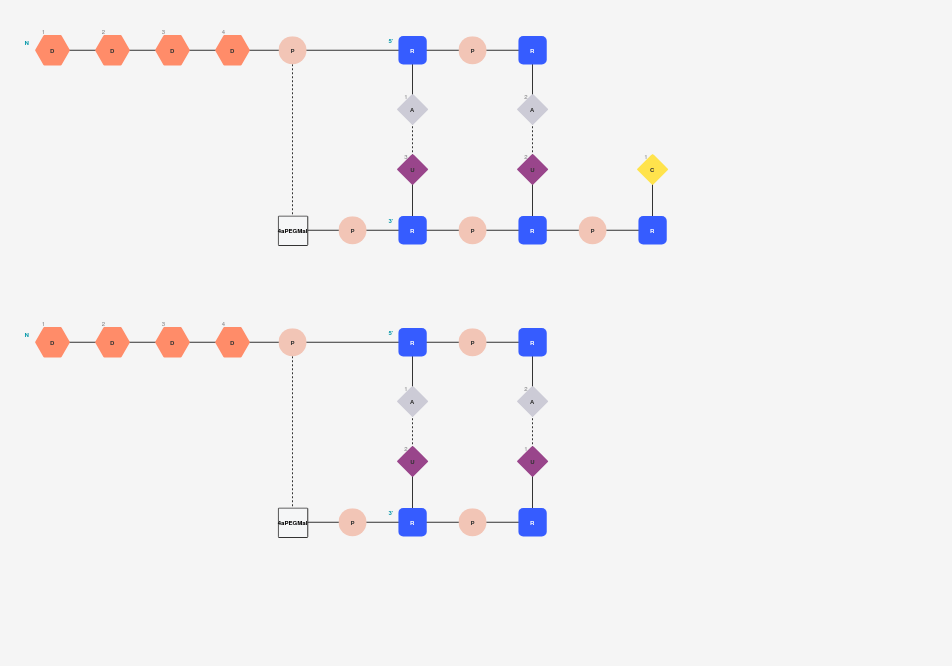 1 2 3 4
N D D D D P 5' R P R
1 A 2 A
3 U 2 U 1 C
4aPEGMal P 3' R P R P R
1 2 3 4
N D D D D P 5' R P R
1 A 2 A
2 U 1 U
4aPEGMal P 3' R P R